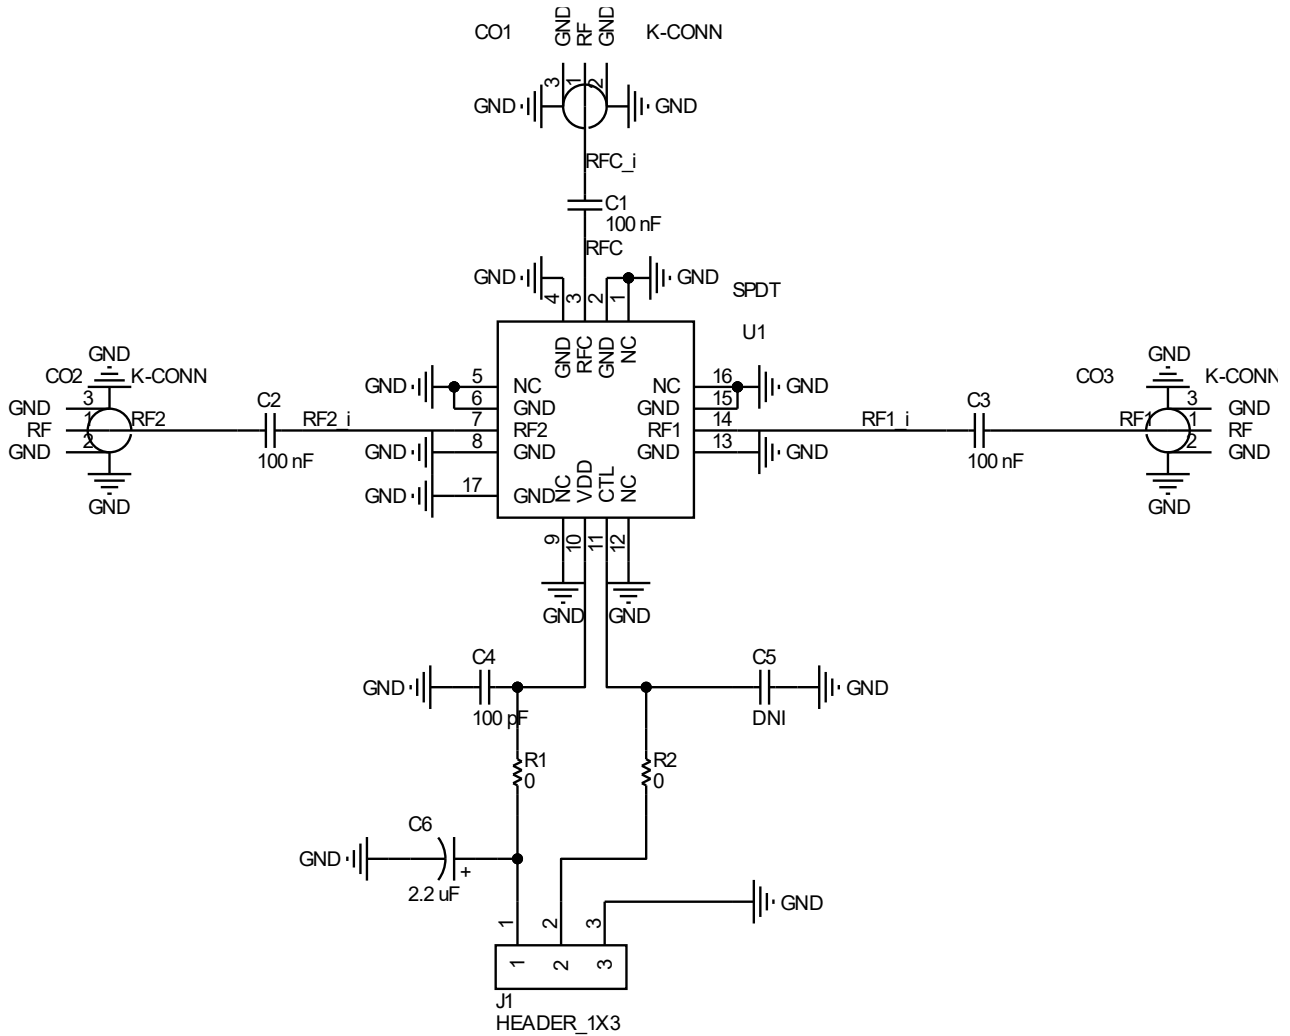 CO1
GND
RF
GND
K-CONN
3
1
2
GND
GND
RFC_i
C1
100 nF
RFC
GND
GND
SPDT
4
3
2
1
U1
GND
RFC
GND
NC
GND
CO2
K-CONN
GND
3
RF
1
RF2
GND
2
GND
C2
100 nF
RF2_i
GND
5
NC
6
GND
7
RF2
GND
8
GND
GND
17
GND
NC
VDD
CTL
NC
NC
16
GND
GND
15
RF1
14
GND
13
GND
RF1_i
C3
100 nF
GND
CO3
K-CONN
3
GND
RF1
1
RF
2
GND
GND
9
10
11
12
GND
GND
C4
GND
100 pF
C5
GND
DNI
R1
0
R2
0
C6
GND
+
2.2 uF
GND
1
2
3
1
2
3
J1
HEADER_1X3